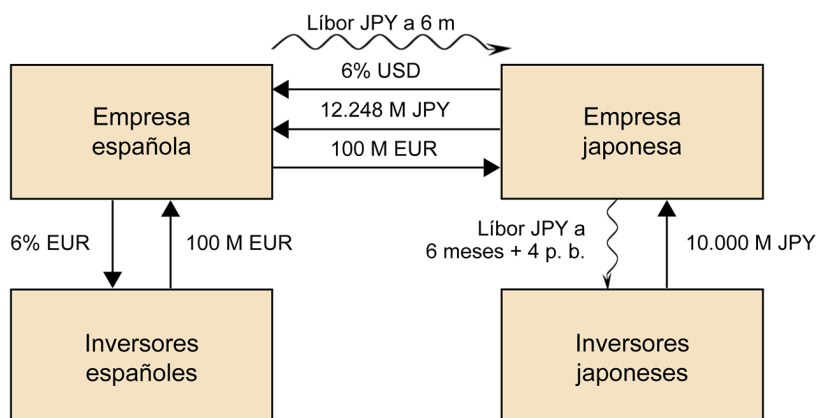 Líbor JPY a 6 m
6% USD
12.248 M JPY
100 M EUR
Empresa
española
Empresa
japonesa
6% EUR
100 M EUR
Líbor JPY a
6 meses + 4 p. b.
10.000 M JPY
Inversores
españoles
Inversores
japoneses